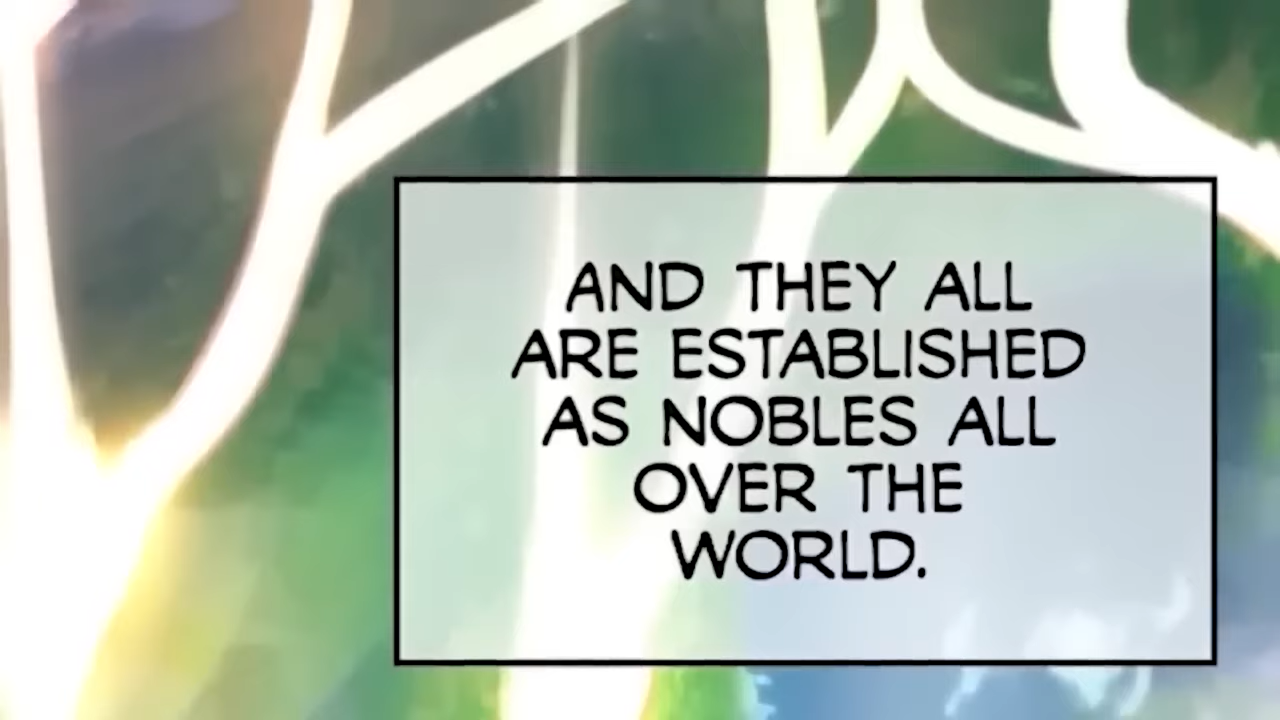 AND THEY ALL
ARE ESTABLISHED
AS NOBLES ALL
OVER THE
WORLD.